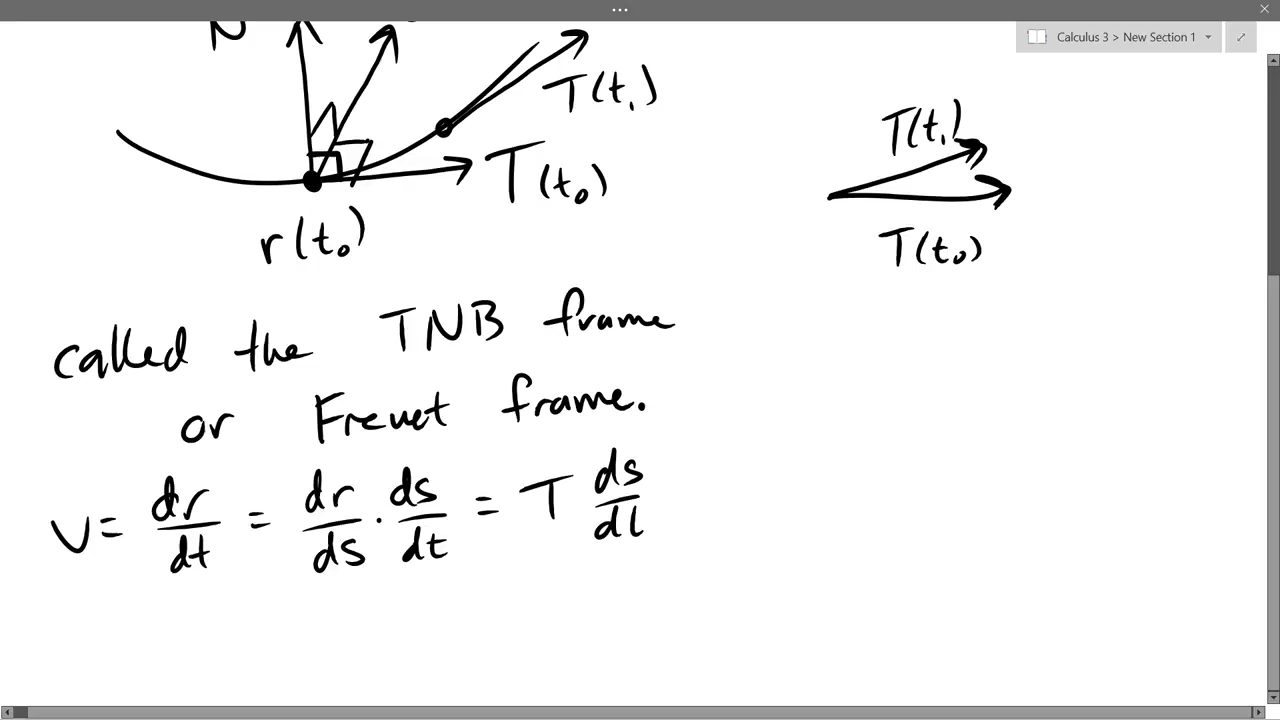 ...
Calculus 3 > New Section 1
N
T(t₁)
T(t₀)
r(t₀)
T(t₁)
T(t₀)
called the TNB frame
or Frenet frame.
v = dr/dt = dr/ds · ds/dt = T ds/dl